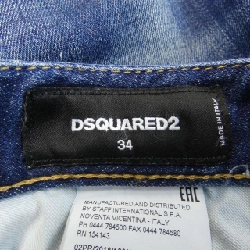 DSQUARED2
34
MADE IN ITALY
EAC
MANUFACTURED AND DISTRIBUTED
BY STAFF INTERNATIONAL S.P.A.
NOVENTA VICENTINA - ITALY
PH 0444 784500 FAX 0444 784580
RN 154143